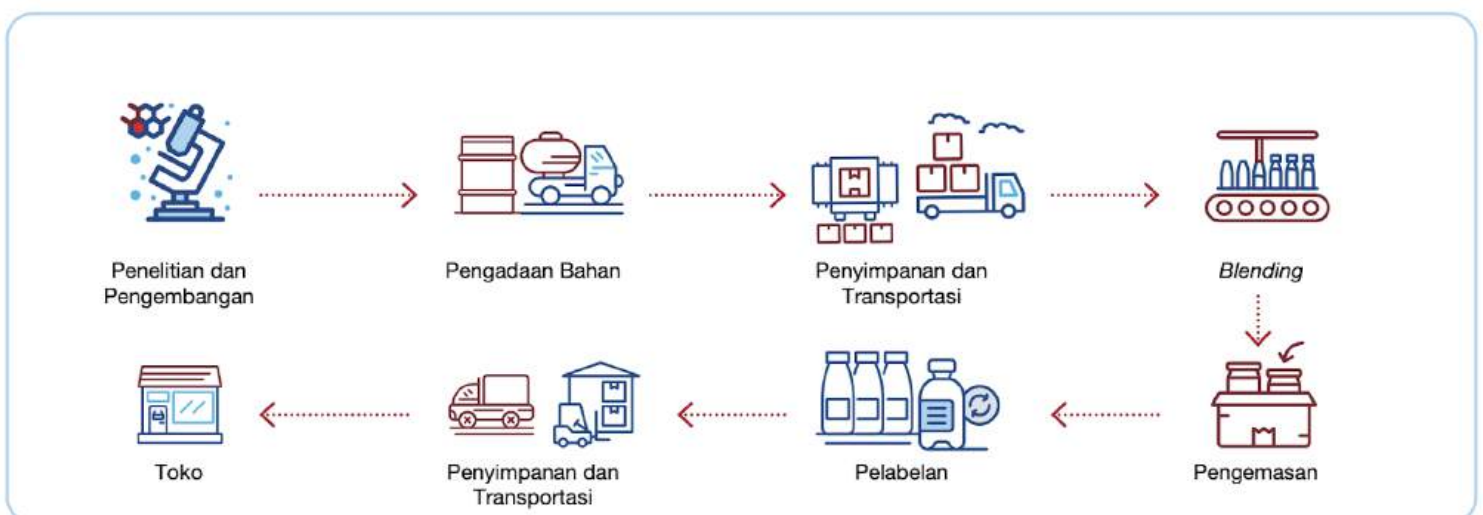 Penelitian dan
Pengembangan
Pengadaan Bahan
Penyimpanan dan
Transportasi
Blending
Pengemasan
Pelabelan
Penyimpanan dan
Transportasi
Toko